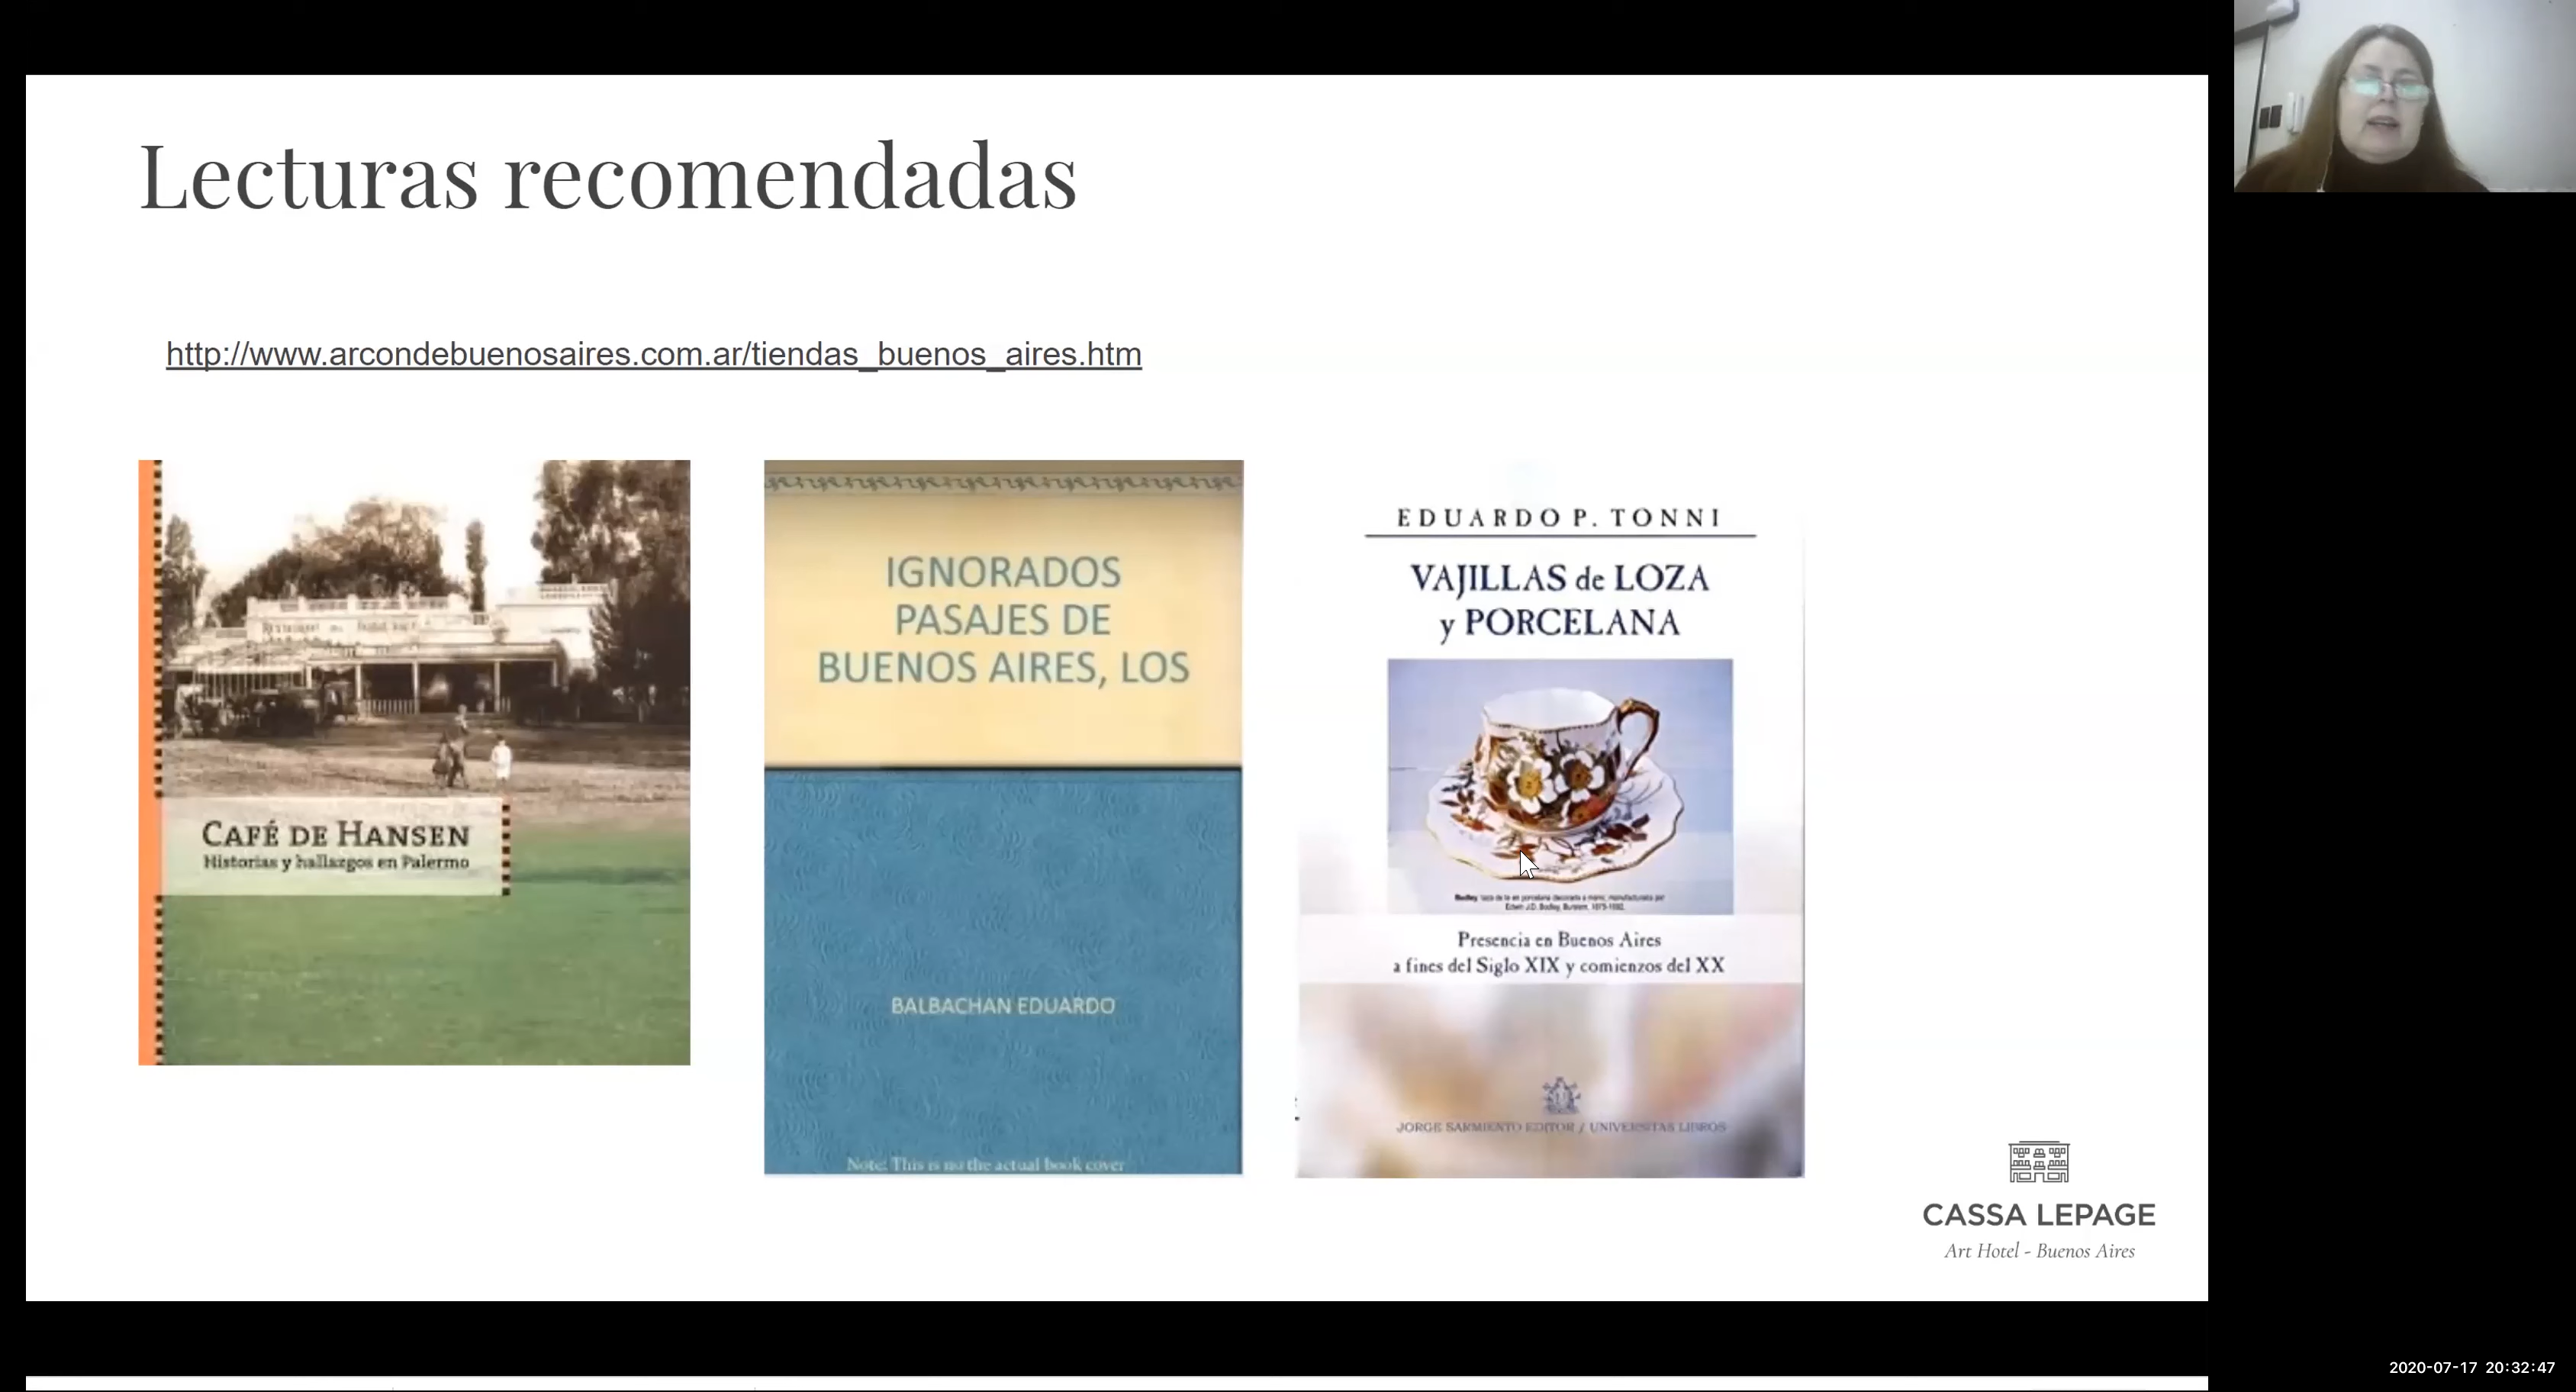 Lecturas recomendadas
http://www.arcondebuenosaires.com.ar/tiendas_buenos_aires.htm
CAFÉ DE HANSEN
Historias y hallazgos en Palermo
IGNORADOS
PASAJES DE
BUENOS AIRES, LOS
BALBACHAN EDUARDO
Note: This is no the actual book cover
EDUARDO P. TONNI
VAJILLAS de LOZA
y PORCELANA
Presencia en Buenos Aires
a fines del Siglo XIX y comienzos del XX
JORGE SARMIENTO EDITOR / UNIVERSITAS LIBROS
CASSA LEPAGE
Art Hotel - Buenos Aires
2020-07-17 20:32:47